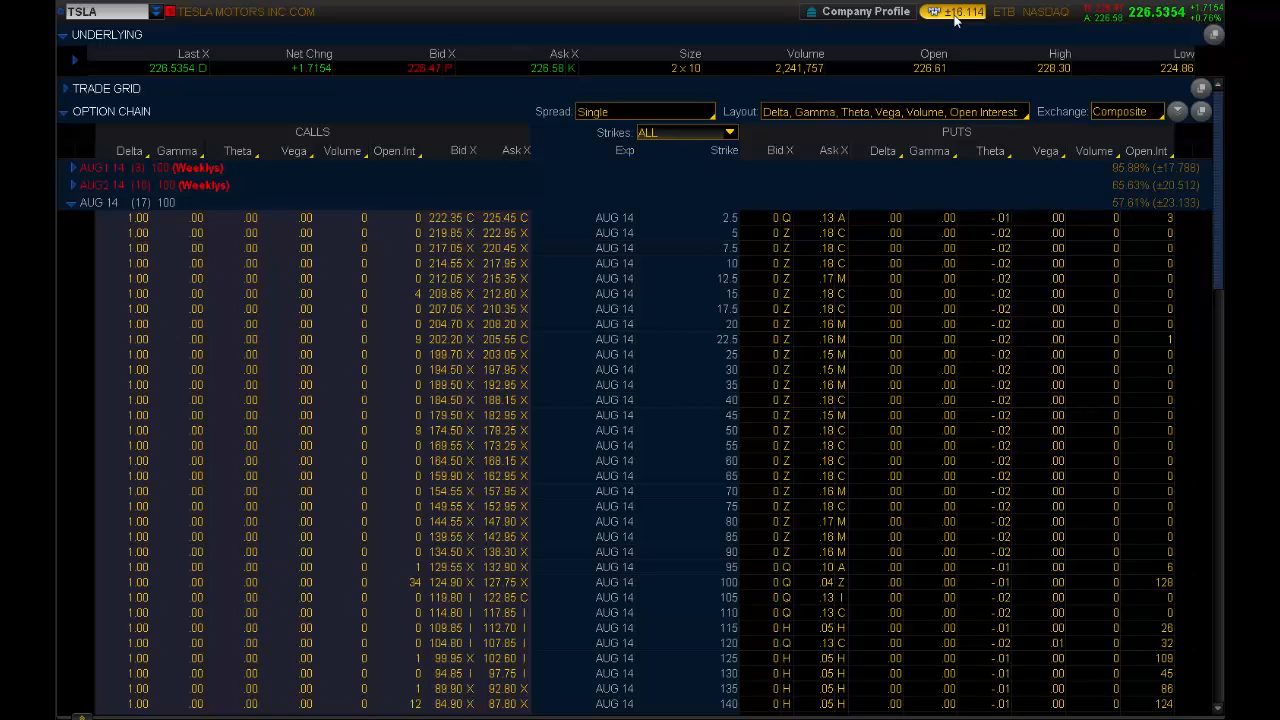 TSLA TESLA MOTORS INC COM Company Profile ±16.114 ETB NASDAQ A: 226.58 226.5354 +1.7154 +0.76%
UNDERLYING
Last X Net Chng Bid X Ask X Size Volume Open High Low
226.5354 D +1.7154 226.47 P 226.58 K 2 x 10 2,241,757 226.61 228.30 224.86
TRADE GRID
OPTION CHAIN Spread: Single Layout: Delta, Gamma, Theta, Vega, Volume, Open Interest Exchange: Composite
CALLS Strikes: ALL PUTS
Delta Gamma Theta Vega Volume Open.Int Bid X Ask X Exp Strike Bid X Ask X Delta Gamma Theta Vega Volume Open.Int
AUG1 14 (3) 100 (Weeklys) 95.88% (±17.788)
AUG2 14 (10) 100 (Weeklys) 65.63% (±20.512)
AUG 14 (17) 100 57.61% (±23.133)
1.00 .00 .00 .00 0 0 222.35 C 225.45 C AUG 14 2.5 0 Q .13 A .00 .00 -.01 .00 0 3
1.00 .00 .00 .00 0 0 219.85 X 222.95 X AUG 14 5 0 Z .18 C .00 .00 -.02 .00 0 0
1.00 .00 .00 .00 0 0 217.85 X 220.45 C AUG 14 7.5 0 Z .18 C .00 .00 -.02 .00 0 0
1.00 .00 .00 .00 0 0 214.55 X 217.95 X AUG 14 10 0 Z .18 C .00 .00 -.02 .00 0 0
1.00 .00 .00 .00 0 0 212.05 X 215.35 X AUG 14 12.5 0 Z .17 M .00 .00 -.02 .00 0 0
1.00 .00 .00 .00 0 4 209.85 X 212.80 X AUG 14 15 0 Z .18 C .00 .00 -.02 .00 0 0
1.00 .00 .00 .00 0 0 207.05 X 210.35 X AUG 14 17.5 0 Z .18 C .00 .00 -.02 .00 0 0
1.00 .00 .00 .00 0 0 204.70 X 208.20 X AUG 14 20 0 Z .16 M .00 .00 -.02 .00 0 0
1.00 .00 .00 .00 0 9 202.20 X 205.55 C AUG 14 22.5 0 Z .16 M .00 .00 -.02 .00 0 1
1.00 .00 .00 .00 0 0 199.70 X 203.05 X AUG 14 25 0 Z .15 M .00 .00 -.02 .00 0 0
1.00 .00 .00 .00 0 0 194.50 X 197.95 X AUG 14 30 0 Z .16 M .00 .00 -.02 .00 0 0
1.00 .00 .00 .00 0 0 189.50 X 192.95 X AUG 14 35 0 Z .16 M .00 .00 -.02 .00 0 0
1.00 .00 .00 .00 0 0 184.50 X 188.15 X AUG 14 40 0 Z .18 C .00 .00 -.02 .00 0 0
1.00 .00 .00 .00 0 0 179.50 X 182.95 X AUG 14 45 0 Z .15 M .00 .00 -.02 .00 0 0
1.00 .00 .00 .00 0 9 174.50 X 178.25 X AUG 14 50 0 Z .18 C .00 .00 -.02 .00 0 0
1.00 .00 .00 .00 0 0 169.55 X 173.25 X AUG 14 55 0 Z .18 C .00 .00 -.02 .00 0 0
1.00 .00 .00 .00 0 0 164.50 X 168.15 X AUG 14 60 0 Z .18 C .00 .00 -.02 .00 0 0
1.00 .00 .00 .00 0 0 159.90 X 162.95 X AUG 14 65 0 Z .18 C .00 .00 -.02 .00 0 0
1.00 .00 .00 .00 0 0 154.55 X 157.95 X AUG 14 70 0 Z .16 M .00 .00 -.02 .00 0 0
1.00 .00 .00 .00 0 0 149.55 X 152.95 X AUG 14 75 0 Z .18 C .00 .00 -.02 .00 0 0
1.00 .00 .00 .00 0 0 144.55 X 147.90 X AUG 14 80 0 Z .17 M .00 .00 -.02 .00 0 0
1.00 .00 .00 .00 0 0 139.55 X 142.95 X AUG 14 85 0 Z .18 C .00 .00 -.02 .00 0 0
1.00 .00 .00 .00 0 0 134.50 X 138.30 X AUG 14 90 0 Z .16 M .00 .00 -.02 .00 0 0
1.00 .00 .00 .00 0 1 129.55 X 132.90 X AUG 14 95 0 Q .10 A .00 .00 -.01 .00 0 6
1.00 .00 .00 .00 0 34 124.90 X 127.75 X AUG 14 100 0 Q .04 Z .00 .00 -.01 .00 0 128
1.00 .00 .00 .00 0 0 119.80 I 122.85 C AUG 14 105 0 Q .13 I .00 .00 -.02 .00 0 0
1.00 .00 .00 .00 0 0 114.80 I 117.85 I AUG 14 110 0 Q .13 C .00 .00 -.02 .00 0 0
1.00 .00 .00 .00 0 0 109.85 I 112.70 I AUG 14 115 0 H .05 H .00 .00 -.01 .00 0 26
1.00 .00 .00 .00 0 0 104.80 I 107.85 I AUG 14 120 0 Q .13 C .00 .00 -.02 .01 0 32
1.00 .00 .00 .00 0 1 99.95 X 102.60 I AUG 14 125 0 H .05 H .00 .00 -.01 .00 0 109
1.00 .00 .00 .00 0 0 94.85 I 97.75 I AUG 14 130 0 H .05 H .00 .00 -.01 .00 0 45
1.00 .00 .00 .00 0 1 89.90 X 92.80 X AUG 14 135 0 H .05 H .00 .00 -.01 .00 0 86
1.00 .00 .00 .00 0 12 84.90 X 87.80 X AUG 14 140 0 H .05 H .00 .00 -.01 .00 0 124